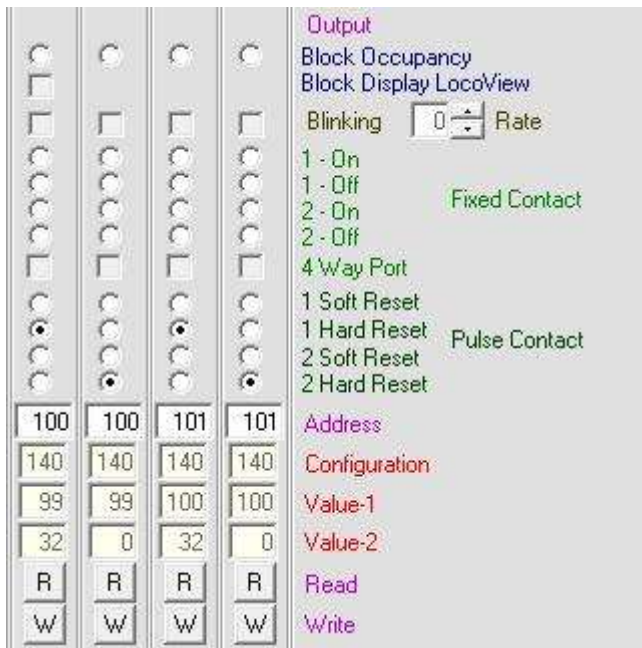 Output
Block Occupancy
Block Display LocoView
Blinking 0 Rate
1 - On
1 - Off
Fixed Contact
2 - On
2 - Off
4 Way Port
1 Soft Reset
1 Hard Reset
Pulse Contact
2 Soft Reset
2 Hard Reset
100 100 101 101 Address
140 140 140 140 Configuration
99 99 100 100 Value-1
32 0 32 0 Value-2
R R R R Read
W W W W Write